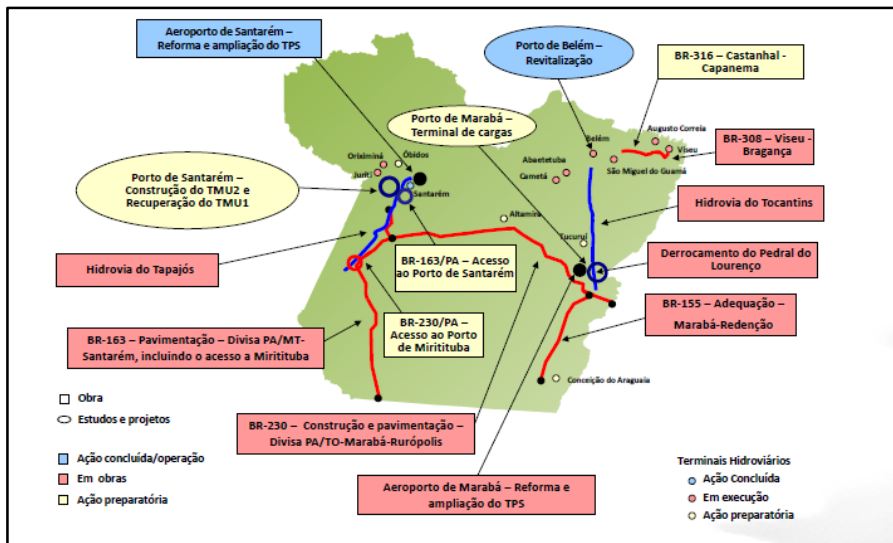 Aeroporto de Santarém –
Reforma e ampliação do TPS
Porto de Belém –
Revitalização
BR-316 – Castanhal -
Capanema
Porto de Marabá –
Terminal de cargas
Augusto Correia
Belém
Viseu
BR-308 – Viseu -
Bragança
Oriximiná
Óbidos
Juriti
Abaetetuba
Cametá
São Miguel do Guamá
Porto de Santarém –
Construção do TMU2 e
Recuperação do TMU1
Santarém
Altamira
Hidrovia do Tocantins
Tucuruí
Hidrovia do Tapajós
BR-163/PA – Acesso
ao Porto de Santarém
Derrocamento do Pedral do
Lourenço
BR-230/PA –
Acesso ao Porto
de Miritituba
BR-155 – Adequação –
Marabá-Redenção
BR-163 – Pavimentação – Divisa PA/MT-
Santarém, incluindo o acesso a Miritituba
Conceição do Araguaia
Obra
Estudos e projetos
BR-230 – Construção e pavimentação –
Divisa PA/TO-Marabá-Rurópolis
Ação concluída/operação
Em obras
Ação preparatória
Aeroporto de Marabá – Reforma e
ampliação do TPS
Terminais Hidroviários
Ação Concluída
Em execução
Ação preparatória